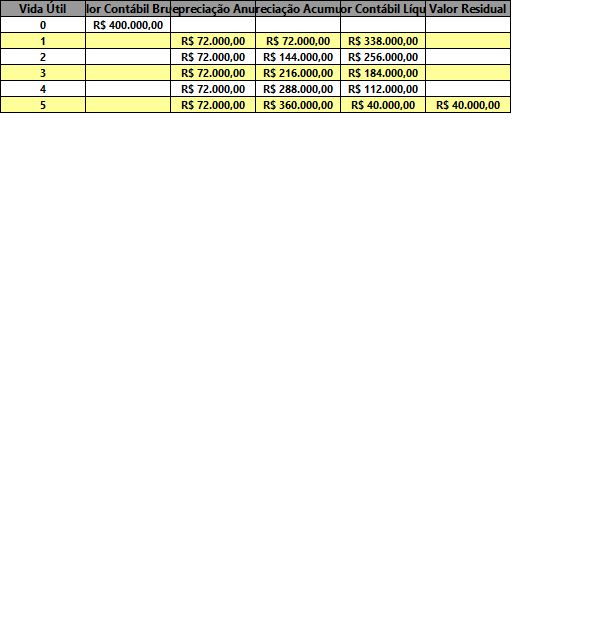 Vida Útil lor Contábil Bru epreciação Anu reciação Acumu or Contábil Líqu Valor Residual
0 R$ 400.000,00
1 R$ 72.000,00 R$ 72.000,00 R$ 338.000,00
2 R$ 72.000,00 R$ 144.000,00 R$ 256.000,00
3 R$ 72.000,00 R$ 216.000,00 R$ 184.000,00
4 R$ 72.000,00 R$ 288.000,00 R$ 112.000,00
5 R$ 72.000,00 R$ 360.000,00 R$ 40.000,00 R$ 40.000,00